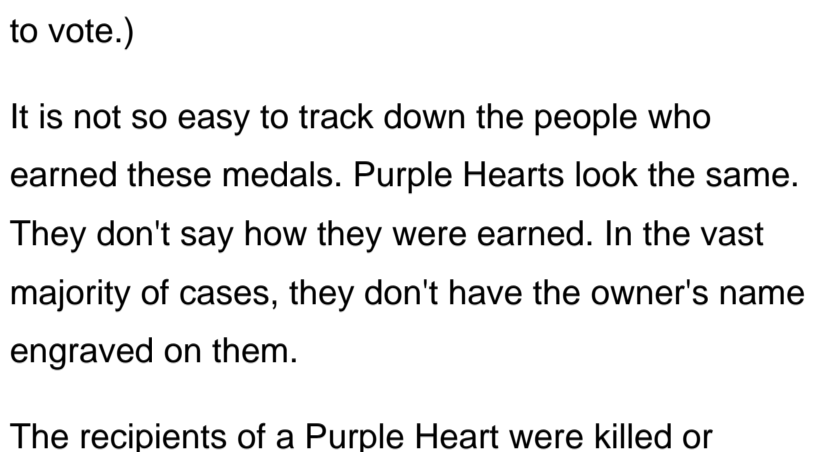 to vote.)
It is not so easy to track down the people who
earned these medals. Purple Hearts look the same.
They don't say how they were earned. In the vast
majority of cases, they don't have the owner's name
engraved on them.
The recipients of a Purple Heart were killed or